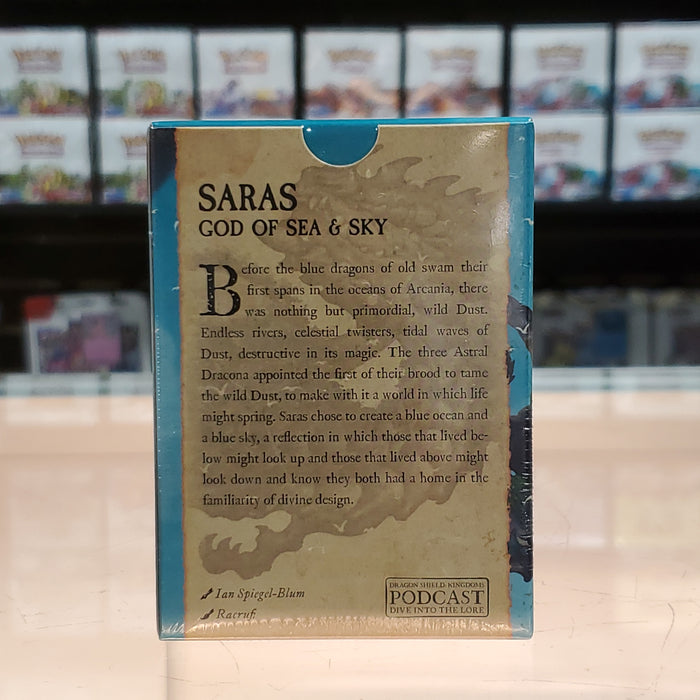 SARAS
GOD OF SEA & SKY
Before the blue dragons of old swam their
first spans in the oceans of Arcania, there
was nothing but primordial, wild Dust.
Endless rivers, celestial twisters, tidal waves of
Dust, destructive in its magic. The three Astral
Dracona appointed the first of their brood to tame
the wild Dust, to make with it a world in which life
might spring. Saras chose to create a blue ocean and
a blue sky, a reflection in which those that lived be-
low might look up and those that lived above might
look down and know they both had a home in the
familiarity of divine design.
Ian Spiegel-Blum
Racrufi
DRAGON SHIELD·KINGDOMS
PODCAST
DIVE INTO THE LORE